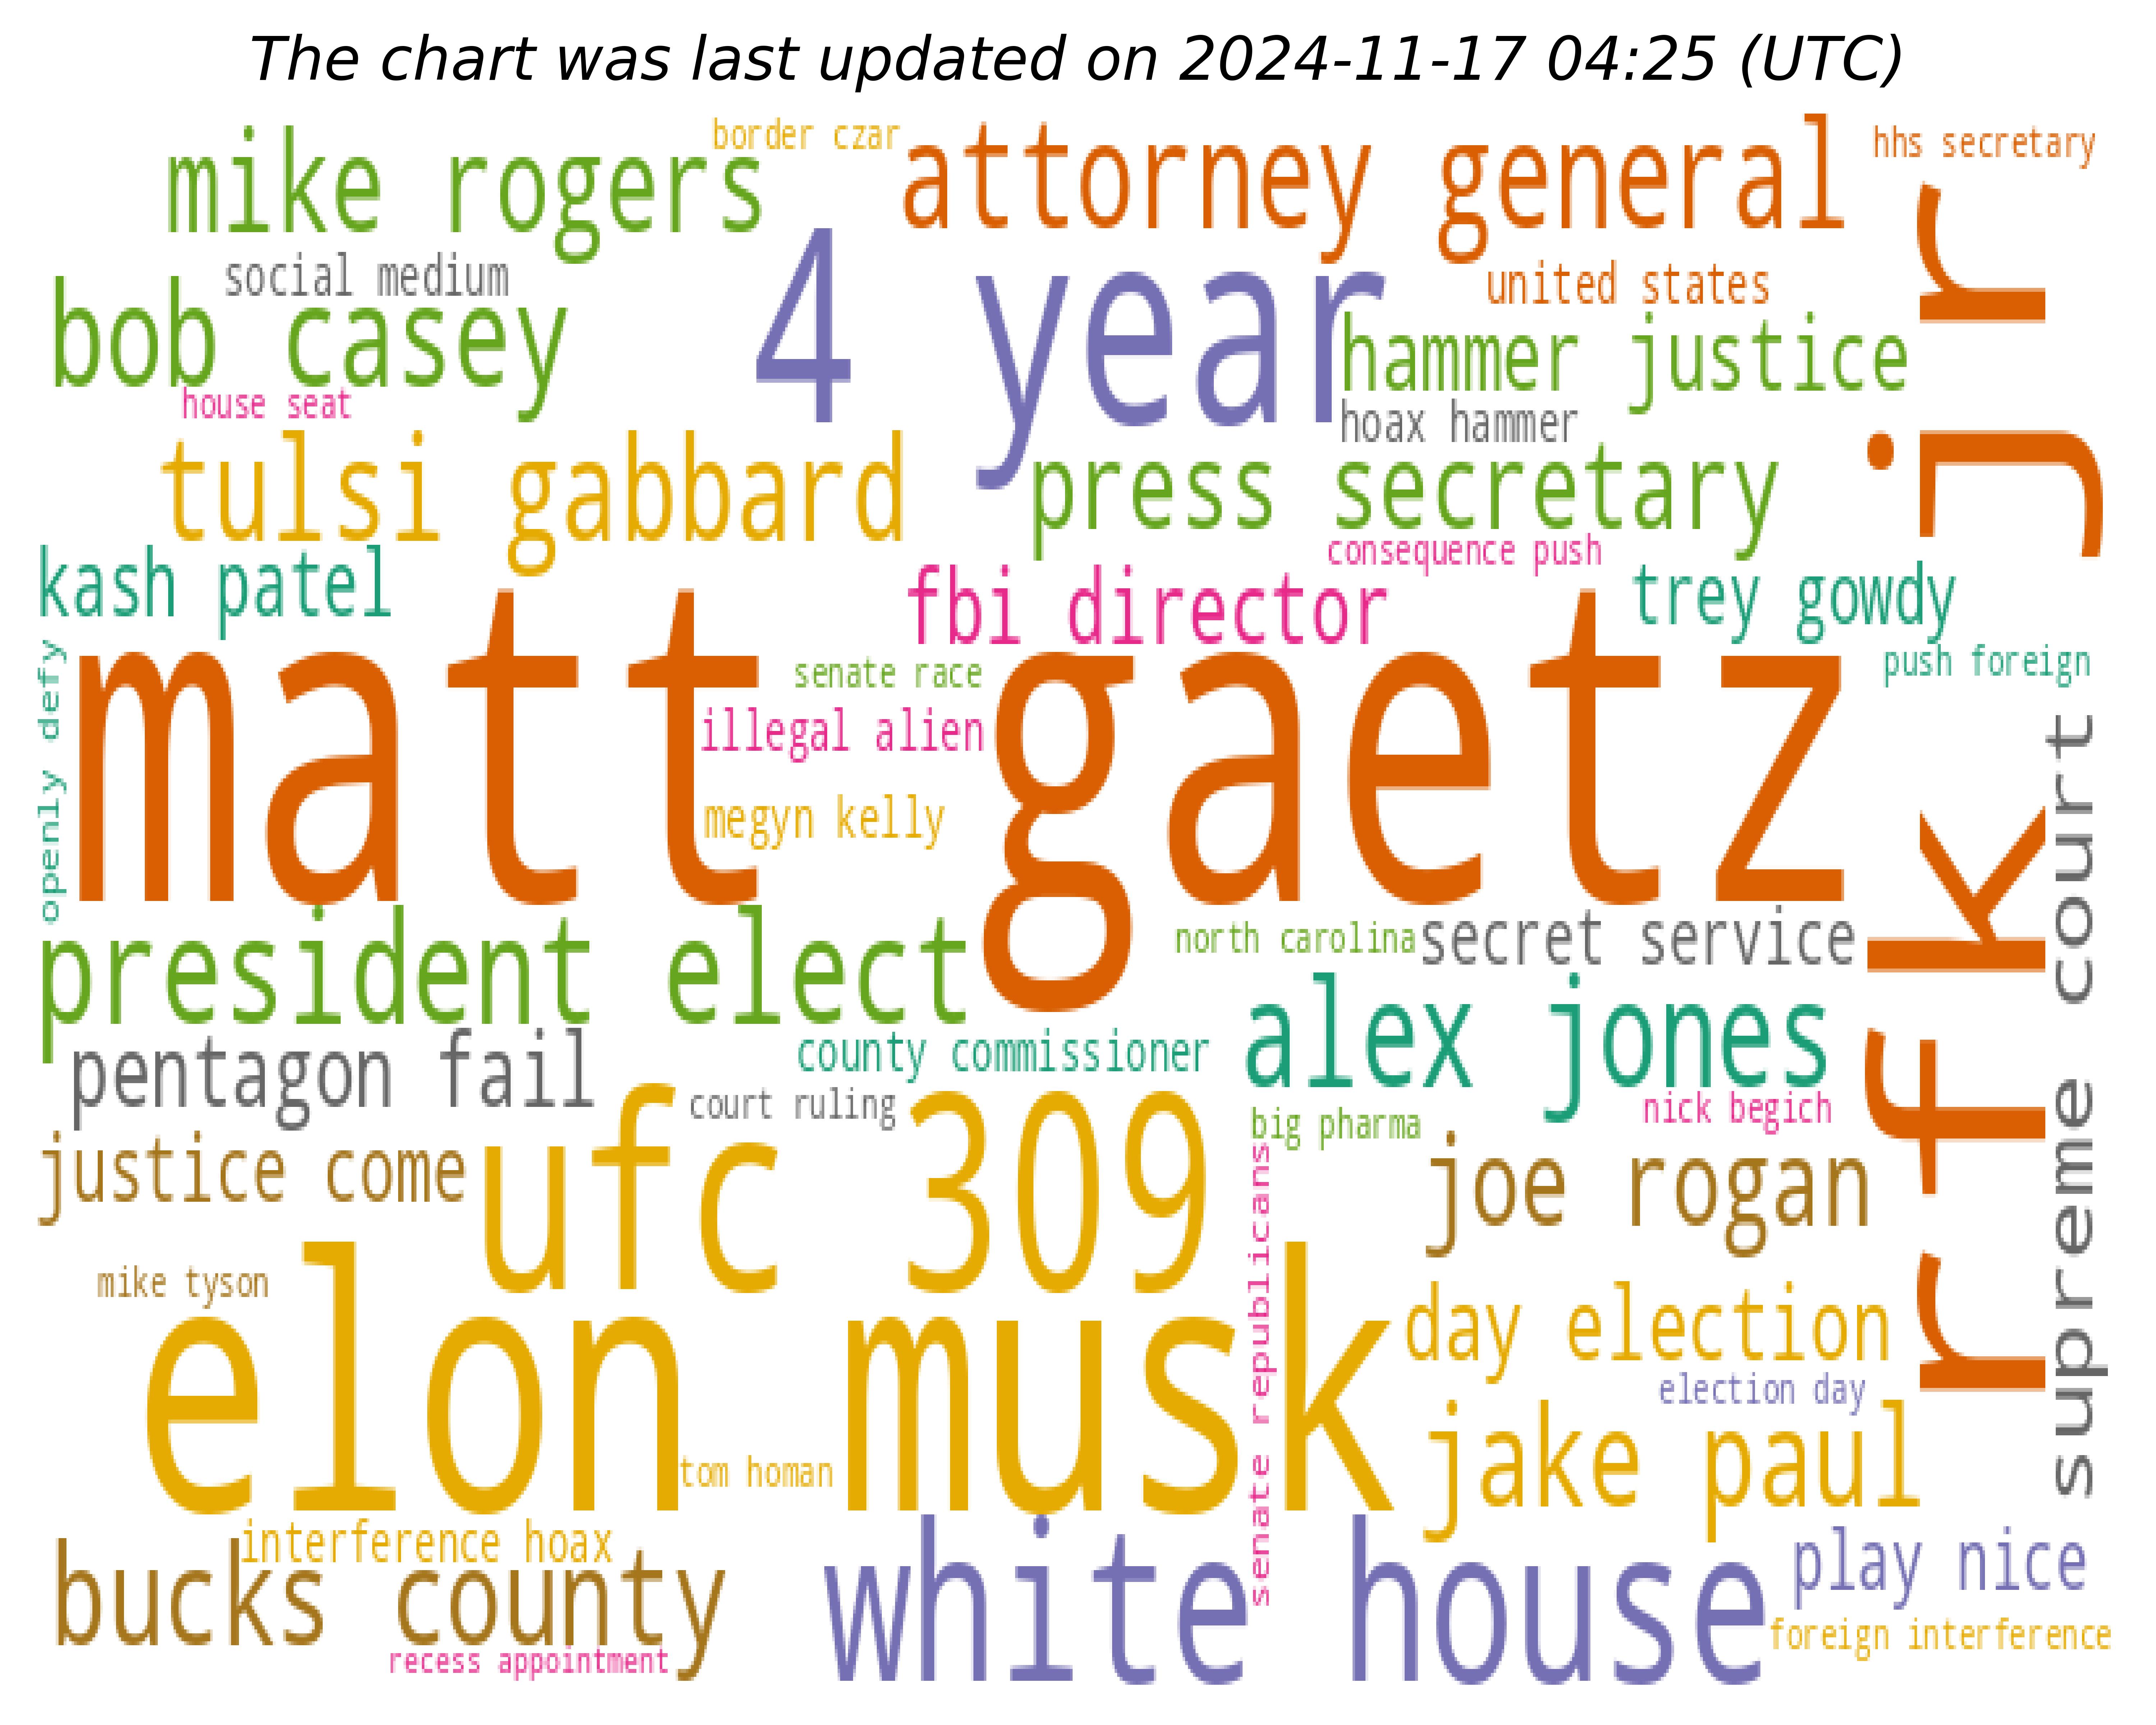 The chart was last updated on 2024-11-17 04:25 (UTC)
border czar
mike rogers
attorney general
hhs secretary
social medium
4 year
united states
bob casey
hammer justice
house seat
hoax hammer
tulsi gabbard
press secretary
rfk jr
consequence push
kash patel
fbi director
trey gowdy
openly defy
matt gaetz
senate race
push foreign
illegal alien
megyn kelly
supreme court
president elect
north carolina
secret service
pentagon fail
county commissioner
alex jones
court ruling
big pharma
nick begich
justice come
ufc 309
joe rogan
senate republicans
mike tyson
elon musk
day election
election day
tom homan
jake paul
interference hoax
white house
play nice
bucks county
foreign interference
recess appointment